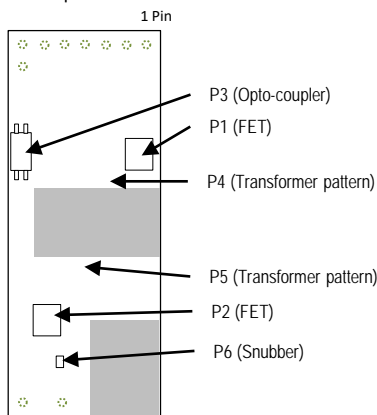 1 Pin
P3 (Opto-coupler)
P1 (FET)
P4 (Transformer pattern)
P5 (Transformer pattern)
P2 (FET)
P6 (Snubber)